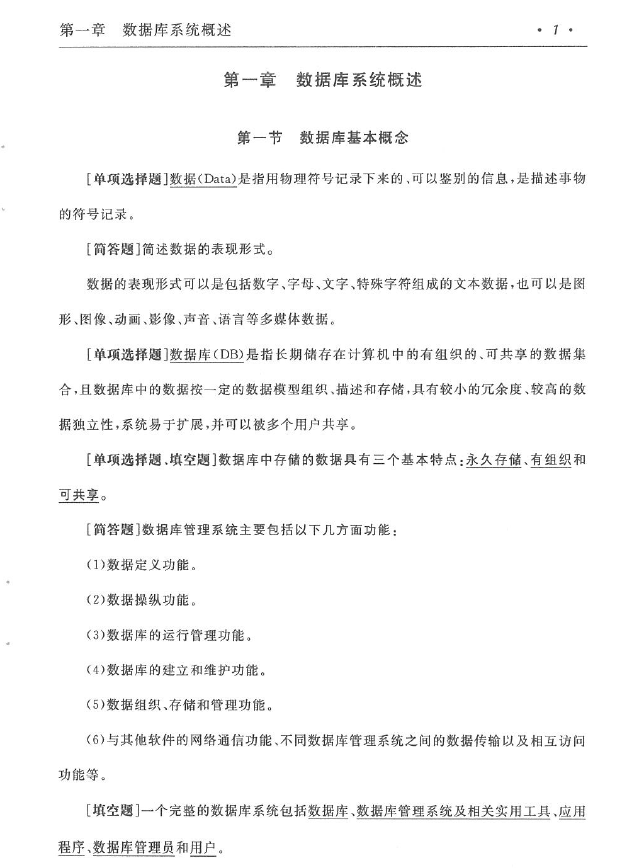 第一章　数据库系统概述　• 1 •
第一章　数据库系统概述
第一节　数据库基本概念
[单项选择题]数据(Data)是指用物理符号记录下来的、可以鉴别的信息,是描述事物
的符号记录。
[简答题]简述数据的表现形式。
数据的表现形式可以是包括数字、字母、文字、特殊字符组成的文本数据,也可以是图
形、图像、动画、影像、声音、语言等多媒体数据。
[单项选择题]数据库(DB)是指长期储存在计算机中的有组织的、可共享的数据集
合,且数据库中的数据按一定的数据模型组织、描述和存储,具有较小的冗余度、较高的数
据独立性,系统易于扩展,并可以被多个用户共享。
[单项选择题、填空题]数据库中存储的数据具有三个基本特点:永久存储、有组织和
可共享。
[简答题]数据库管理系统主要包括以下几方面功能:
(1)数据定义功能。
(2)数据操纵功能。
(3)数据库的运行管理功能。
(4)数据库的建立和维护功能。
(5)数据组织、存储和管理功能。
(6)与其他软件的网络通信功能、不同数据库管理系统之间的数据传输以及相互访问
功能等。
[填空题]一个完整的数据库系统包括数据库、数据库管理系统及相关实用工具、应用
程序、数据库管理员和用户。